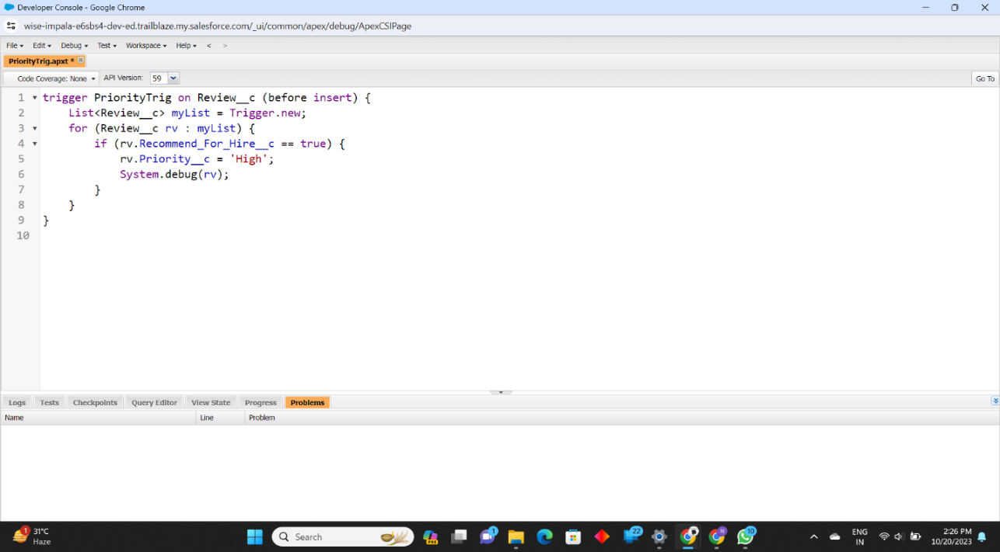 Developer Console - Google Chrome
wise-impala-e6sbs4-dev-ed.trailblaze.my.salesforce.com/_ui/common/apex/debug/ApexCSIPage
File Edit Debug Test Workspace Help < >
PriorityTrig.apxt *
Code Coverage: None API Version: 59 Go To
1 trigger PriorityTrig on Review__c (before insert) {
2 List<Review__c> myList = Trigger.new;
3 for (Review__c rv : myList) {
4 if (rv.Recommend_For_Hire__c == true) {
5 rv.Priority__c = 'High';
6 System.debug(rv);
7 }
8 }
9 }
10
Logs Tests Checkpoints Query Editor View State Progress Problems
Name Line Problem
1 31°C
Haze
Search
PRE
1
22
N
10
ENG
IN
2:26 PM
10/20/2023